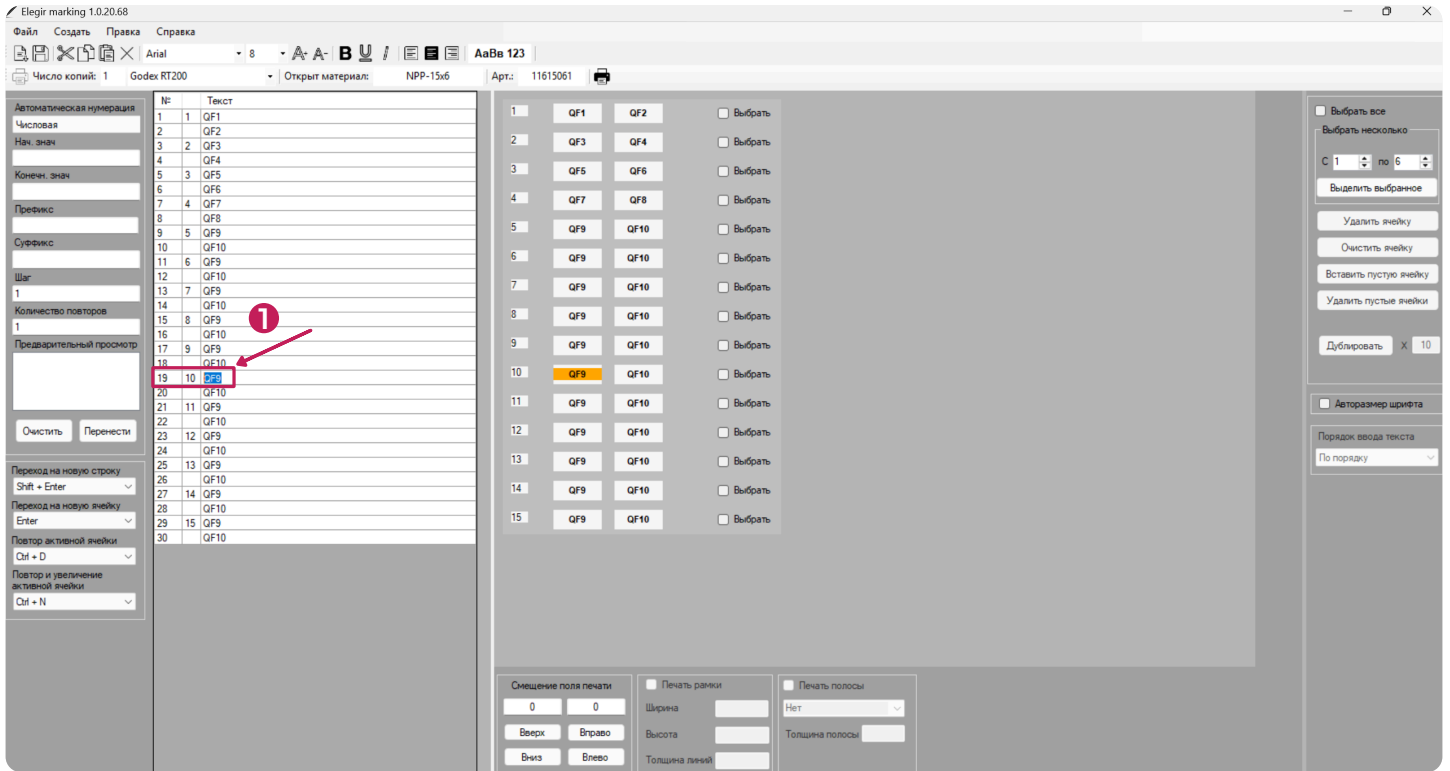 Elegir marking 1.0.20.68
Файл Создать Правка Справка
Arial 8 A+ A- B U I АаВв 123
Число копий: 1 Godex RT200 Открыт материал: NPP-15x6 Арт.: 11615061
Автоматическая нумерация
Числовая
Нач. знач
Конечн. знач
Префикс
Суффикс
Шаг
1
Количество повторов
1
Предварительный просмотр
Очистить Перенести
Переход на новую строку
Shift + Enter
Переход на новую ячейку
Enter
Повтор активной ячейки
Ctrl + D
Повтор и увеличение
активной ячейки
Ctrl + N
№ Текст
1 1 QF1
2 QF2
3 2 QF3
4 QF4
5 3 QF5
6 QF6
7 4 QF7
8 QF8
9 5 QF9
10 QF10
11 6 QF9
12 QF10
13 7 QF9
14 QF10
15 8 QF9
16 QF10
17 9 QF9
18 QF10
19 10 QF9
20 QF10
21 11 QF9
22 QF10
23 12 QF9
24 QF10
25 13 QF9
26 QF10
27 14 QF9
28 QF10
29 15 QF9
30 QF10
1
1 QF1 QF2 Выбрать
2 QF3 QF4 Выбрать
3 QF5 QF6 Выбрать
4 QF7 QF8 Выбрать
5 QF9 QF10 Выбрать
6 QF9 QF10 Выбрать
7 QF9 QF10 Выбрать
8 QF9 QF10 Выбрать
9 QF9 QF10 Выбрать
10 QF9 QF10 Выбрать
11 QF9 QF10 Выбрать
12 QF9 QF10 Выбрать
13 QF9 QF10 Выбрать
14 QF9 QF10 Выбрать
15 QF9 QF10 Выбрать
Смещение поля печати
0 0
Вверх Вправо
Вниз Влево
Печать рамки
Ширина
Высота
Толщина линий
Печать полосы
Нет
Толщина полосы
Выбрать все
Выбрать несколько
С 1 по 6
Выделить выбранное
Удалить ячейку
Очистить ячейку
Вставить пустую ячейку
Удалить пустые ячейки
Дублировать X 10
Авторазмер шрифта
Порядок ввода текста
По порядку